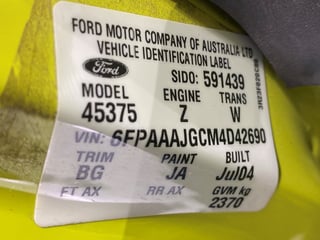 FORD MOTOR COMPANY OF AUSTRALIA LTD
VEHICLE IDENTIFICATION LABEL
Ford
SIDO: 591439
MODEL ENGINE TRANS
45375 Z W
VIN: 6FPAAAJGCM4D42690
TRIM PAINT BUILT
BG JA Jul04
FT AX RR AX GVM kg
2370